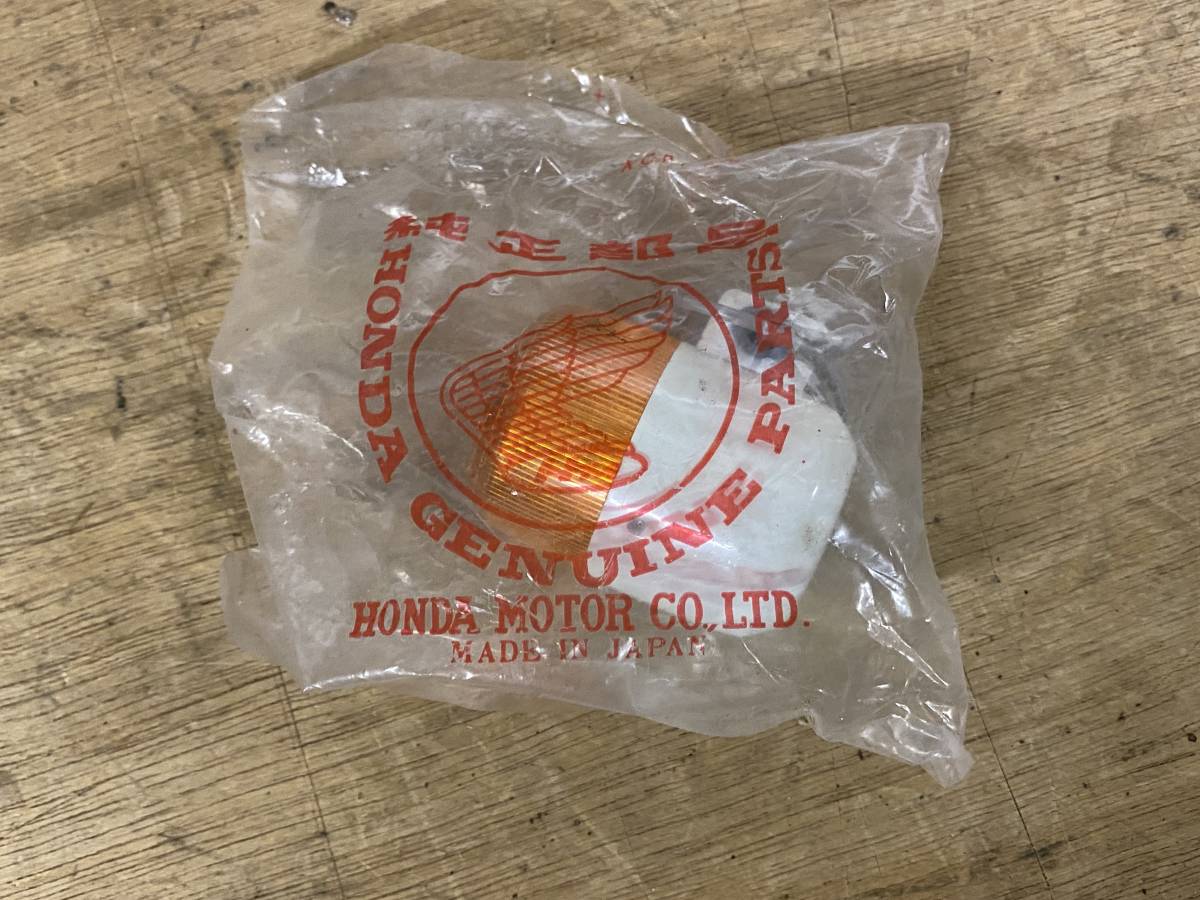 純正部品
HONDA GENUINE PARTS
HONDA MOTOR CO., LTD.
MADE IN JAPAN